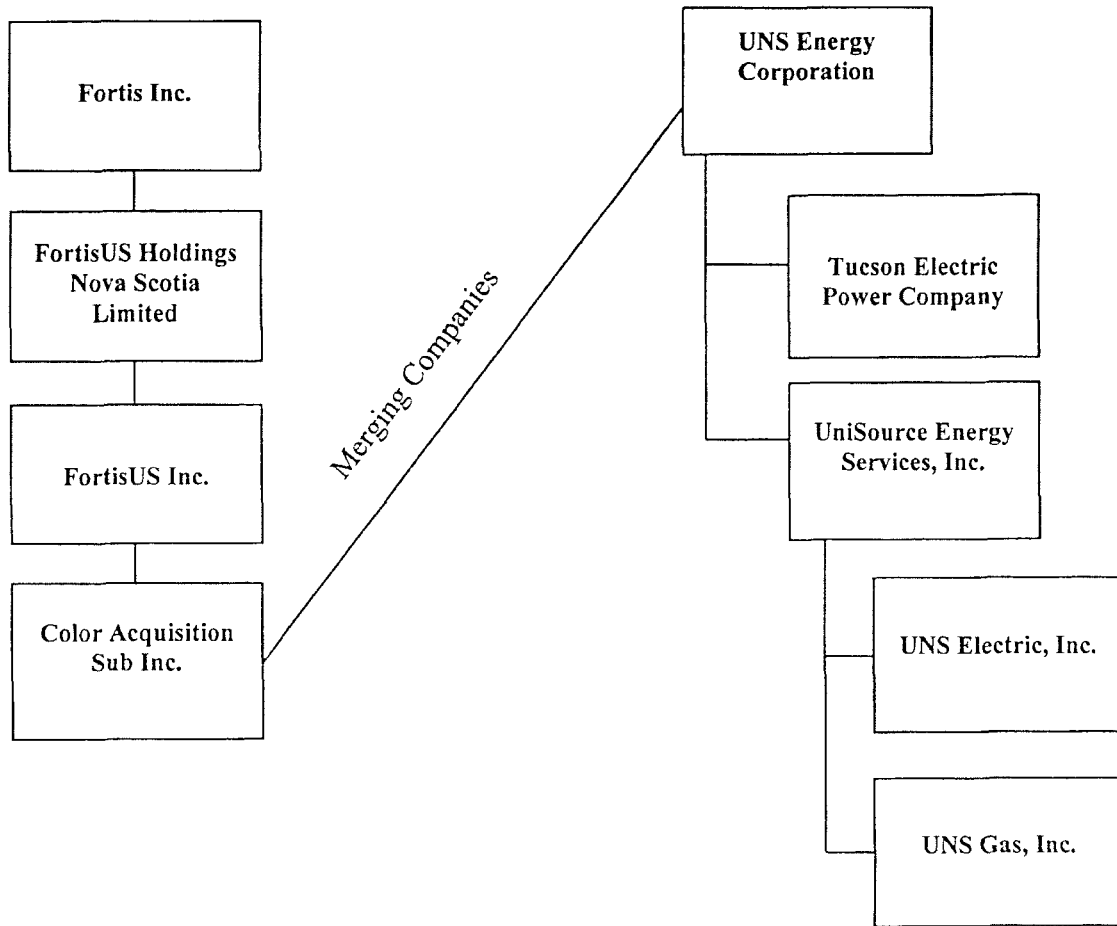 Fortis Inc.
FortisUS Holdings
Nova Scotia
Limited
FortisUS Inc.
Color Acquisition
Sub Inc.
Merging Companies
UNS Energy
Corporation
Tucson Electric
Power Company
UniSource Energy
Services, Inc.
UNS Electric, Inc.
UNS Gas, Inc.